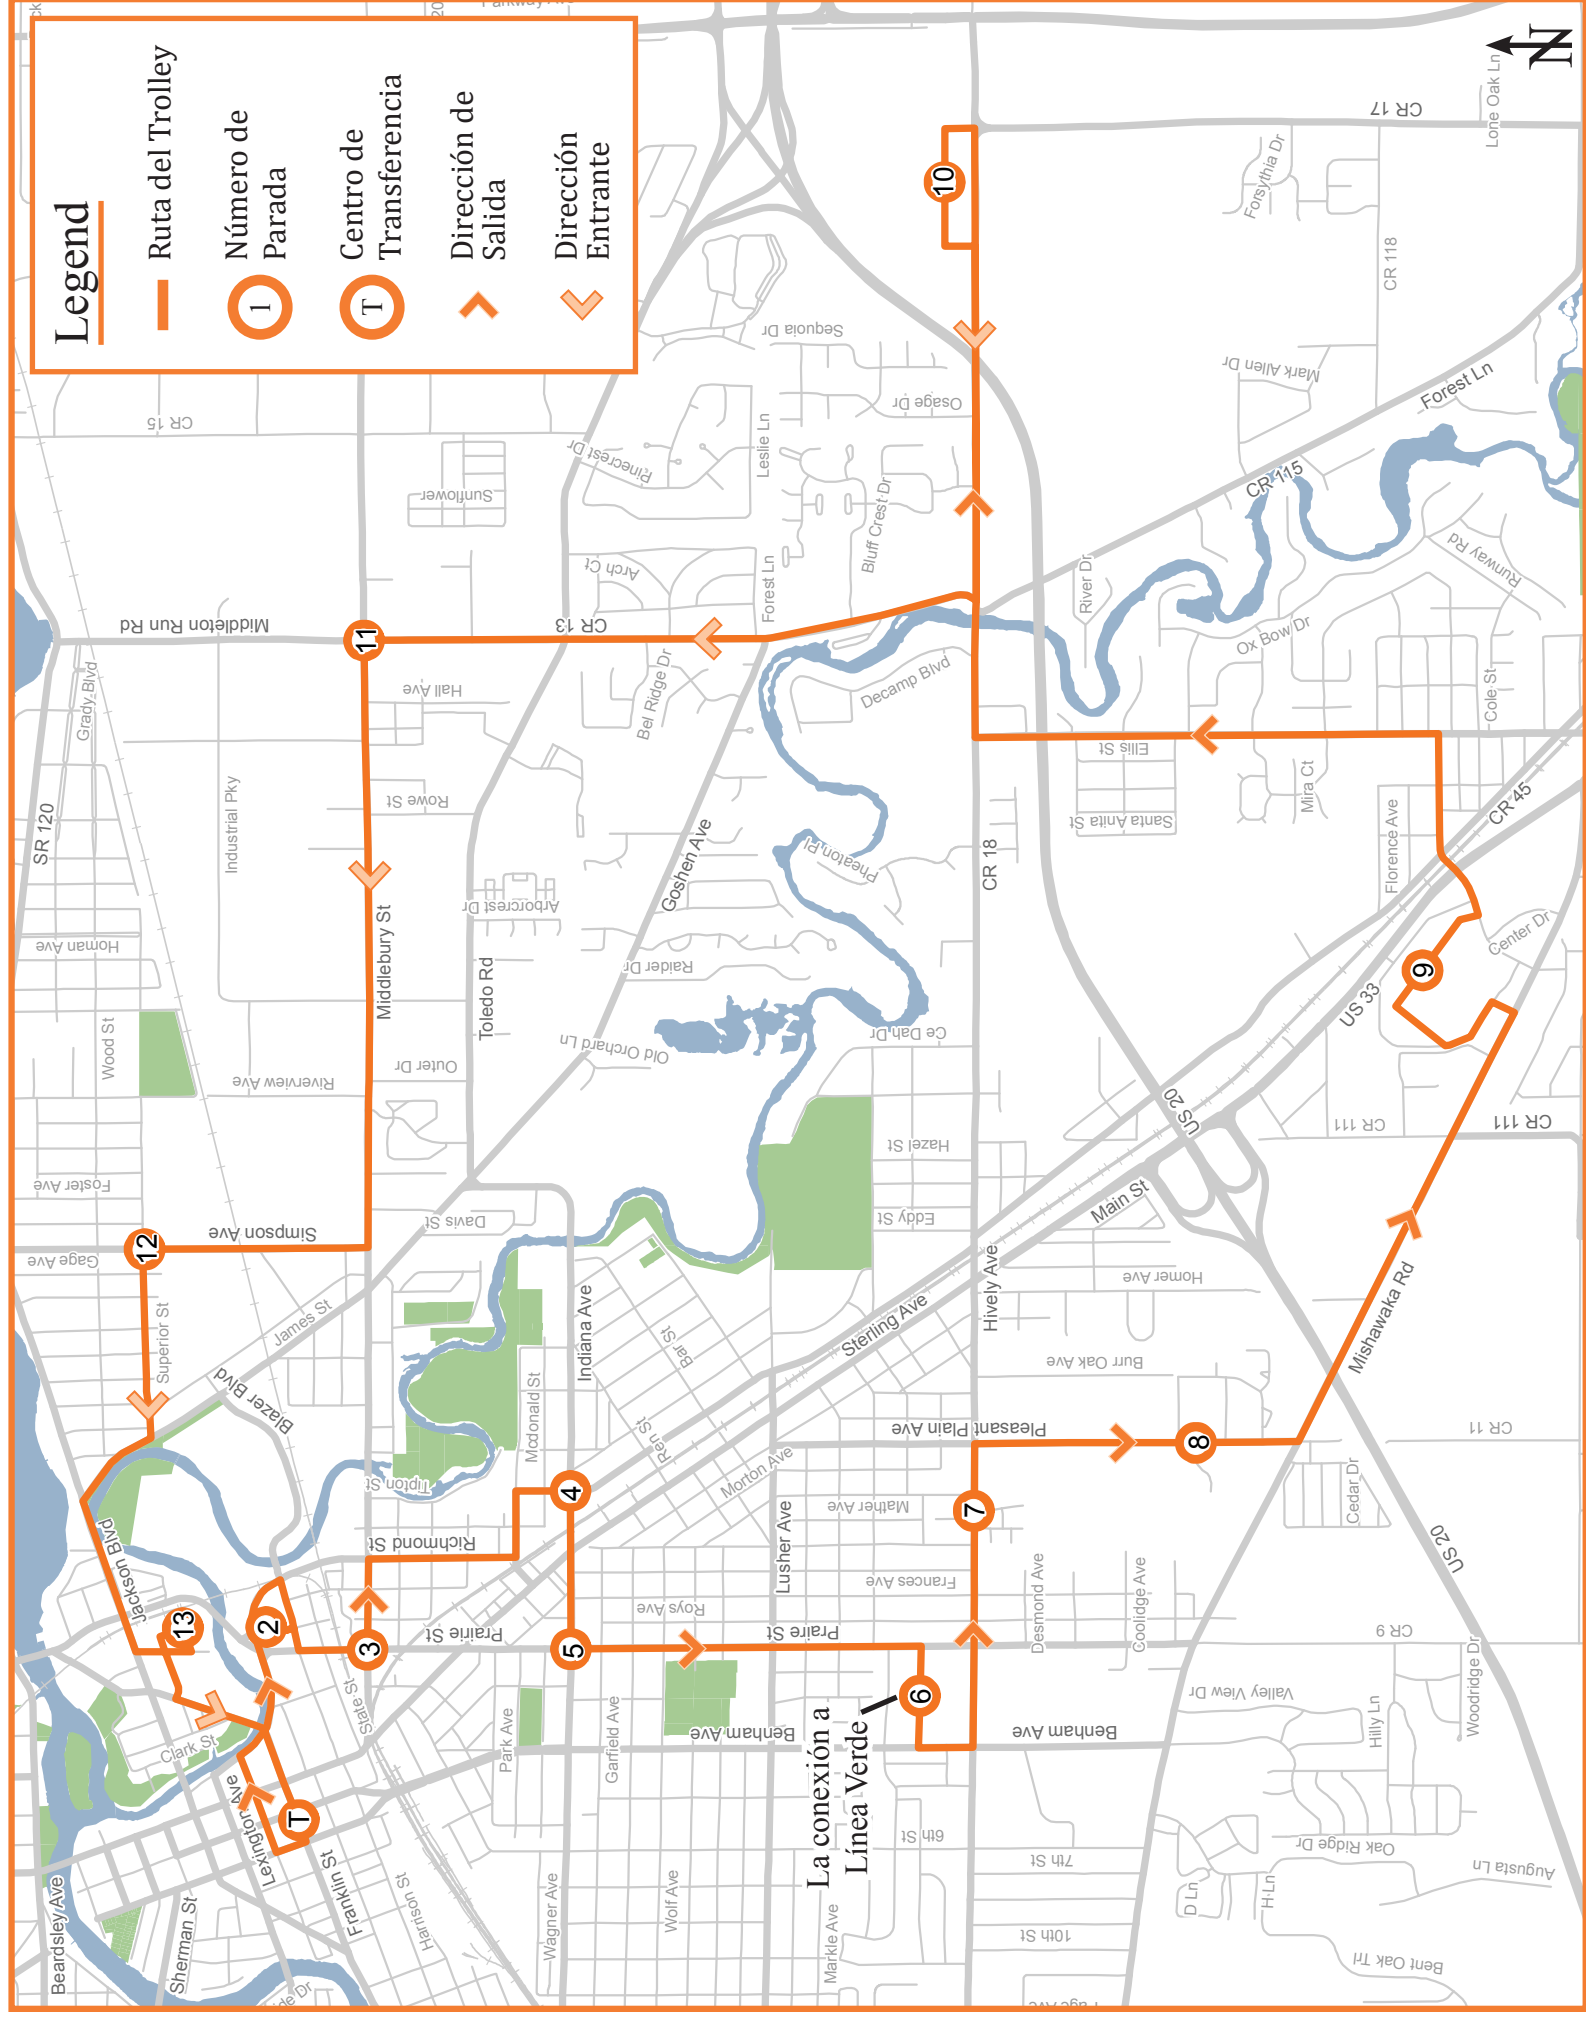 Legend
Ruta del Trolley
1
Número de
Parada
T
Centro de
Transferencia
Dirección de
Salida
Dirección
Entrante
N
SR 120
Grady Blvd
Middleton Run Rd
CR 15
Sunflower
Pinecrest Dr
Sequoia Dr
Leslie Ln
Osage Dr
Bluff Crest Dr
Arch Ct
Forest Ln
CR 13
Bel Ridge Dr
Hall Ave
Rowe St
Industrial Pky
Homan Ave
Wood St
Riverview Ave
Foster Ave
Gage Ave
Simpson Ave
Superior St
James St
Blazer Blvd
Middlebury St
Toledo Rd
Outer Dr
Davis St
Arborcrest Dr
Goshen Ave
Raider Dr
Old Orchard Ln
Pheaton Pl
Decamp Blvd
Ce Dah Dr
Hazel St
Eddy St
CR 18
CR 17
Lone Oak Ln
Forsythia Dr
CR 118
Mark Allen Dr
Forest Ln
CR 115
Runway Rd
River Dr
Ox Bow Dr
Cole St
Ellis St
Santa Anita St
Mira Ct
Florence Ave
CR 45
US 33
Center Dr
US 20
CR 111
CR 111
Main St
Hively Ave
Homer Ave
Mishawaka Rd
Sterling Ave
Indiana Ave
Bar St
Mcdonald St
Ren St
Morton Ave
Tipton St
Richmond St
Pleasant Plain Ave
Burr Oak Ave
Mather Ave
Lusher Ave
Frances Ave
Roys Ave
Prairie St
Praire St
Desmond Ave
Coolidge Ave
Cedar Dr
CR 11
US 20
CR 9
Valley View Dr
Woodridge Dr
Hilly Ln
Benham Ave
Benham Ave
Park Ave
Garfield Ave
State St
Jackson Blvd
Clark St
Lexington Ave
Franklin St
Harrison St
Sherman St
Beardsley Ave
Wagner Ave
Wolf Ave
Markle Ave
6th St
7th St
10th St
D Ln
H Ln
Oak Ridge Dr
Augusta Ln
Bent Oak Trl
La conexión a
Línea Verde
T
2
3
4
5
6
7
8
9
10
11
12
13